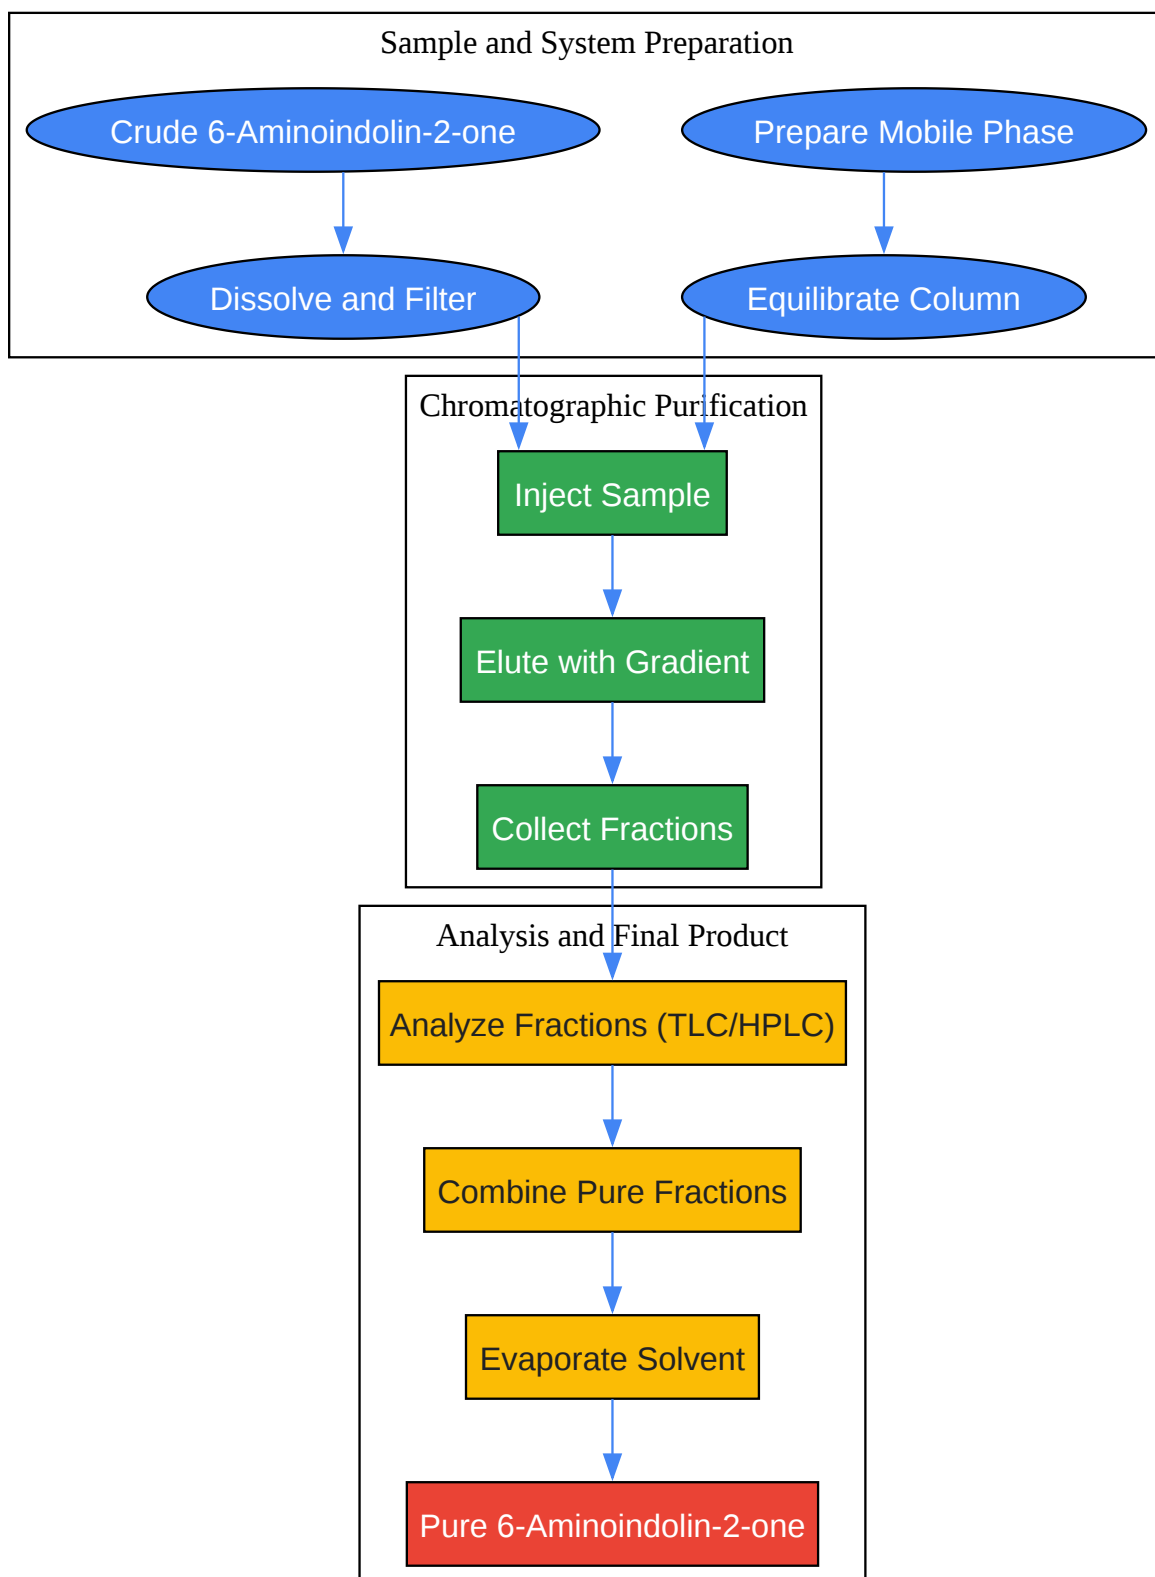 Sample and System Preparation
Crude 6-Aminoindolin-2-one
Prepare Mobile Phase
Dissolve and Filter
Equilibrate Column
Chromatographic Purification
Inject Sample
Elute with Gradient
Collect Fractions
Analysis and Final Product
Analyze Fractions (TLC/HPLC)
Combine Pure Fractions
Evaporate Solvent
Pure 6-Aminoindolin-2-one